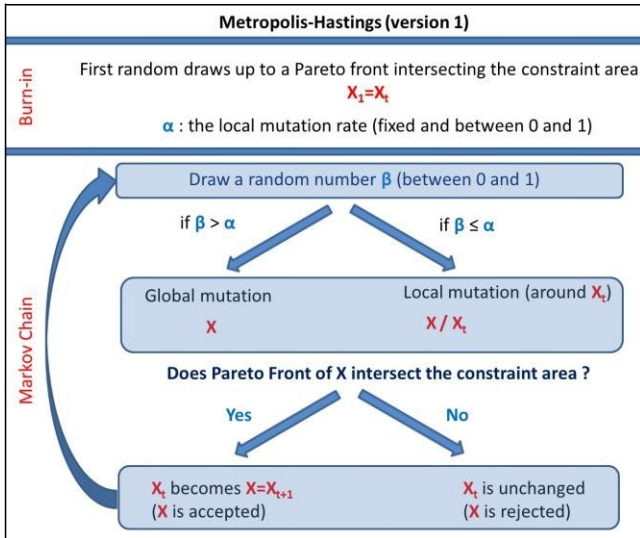 Metropolis-Hastings (version 1)
Burn-in
First random draws up to a Pareto front intersecting the constraint area
X₁=Xₜ
α : the local mutation rate (fixed and between 0 and 1)
Markov Chain
Draw a random number β (between 0 and 1)
if β > α
if β ≤ α
Global mutation
Local mutation (around Xₜ)
X
X / Xₜ
Does Pareto Front of X intersect the constraint area ?
Yes
No
Xₜ becomes X=Xₜ₊₁
(X is accepted)
Xₜ is unchanged
(X is rejected)